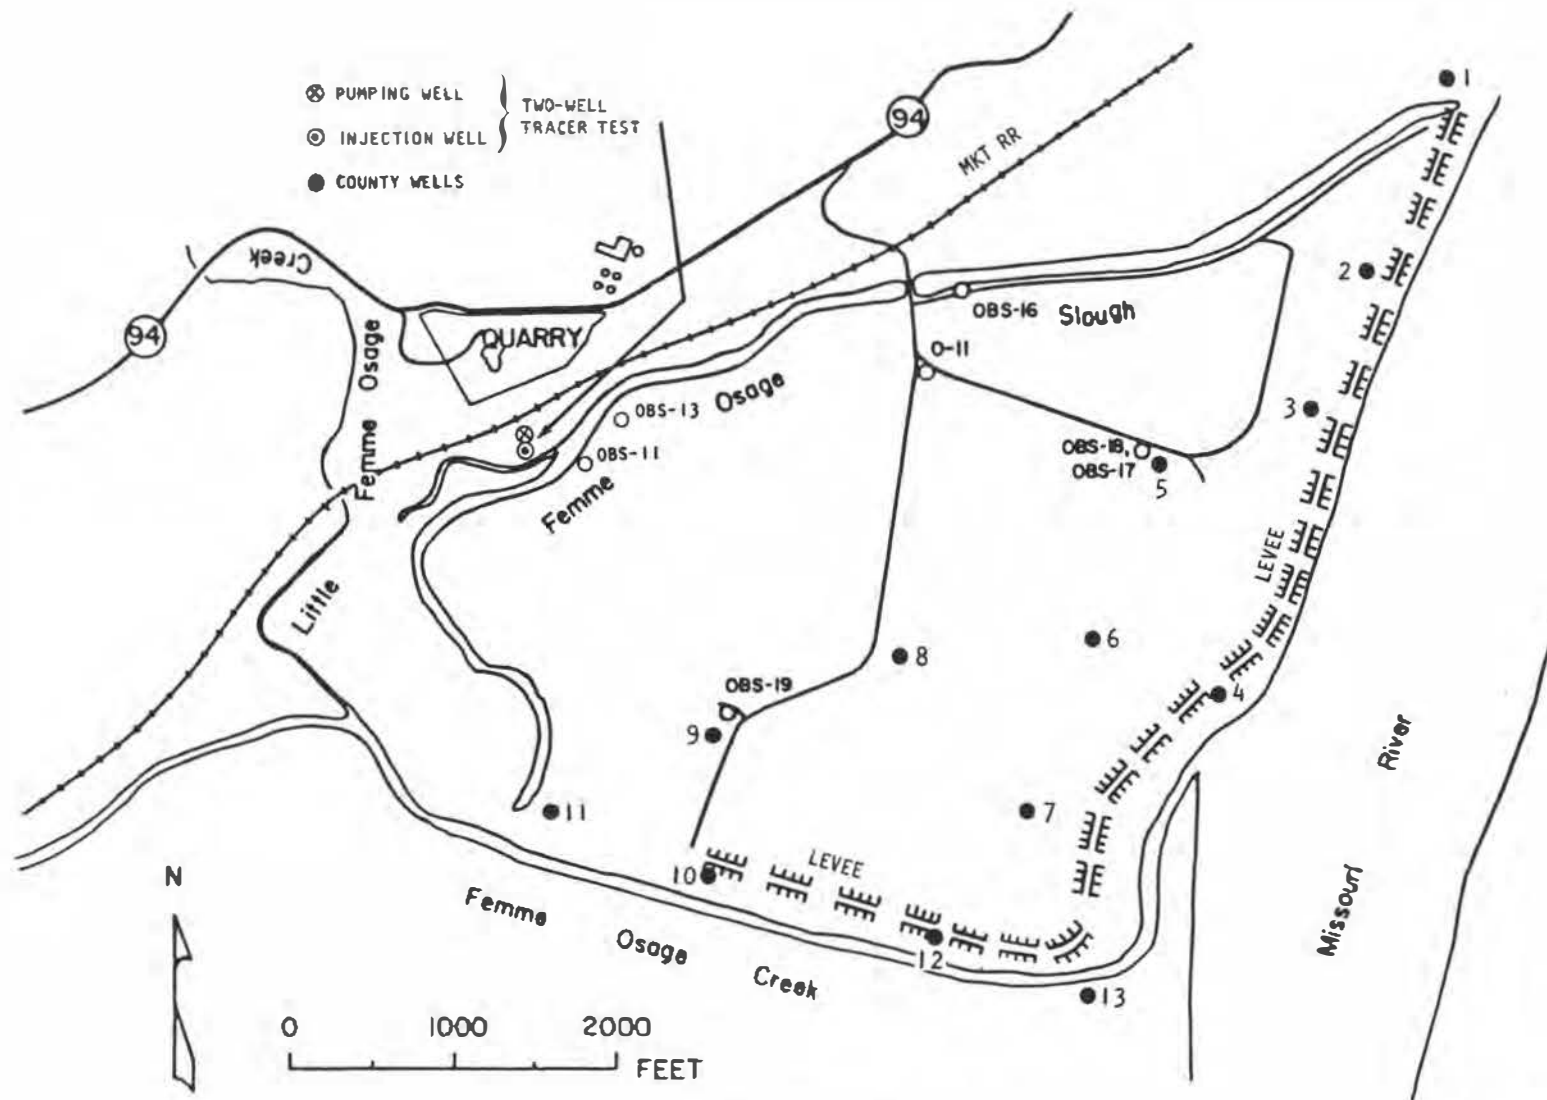 PUMPING WELL
INJECTION WELL
TWO-WELL
TRACER TEST
COUNTY WELLS
94
MKT RR
1
Creek
2
94
QUARRY
OBS-16
Slough
O-11
Femme Osage
OBS-13
Osage
3
OBS-11
OBS-18,
OBS-17
5
Femme
LEVEE
Little
6
8
4
OBS-19
9
River
11
7
Missouri
LEVEE
10
N
Femme Osage Creek
12
13
0 1000 2000
FEET